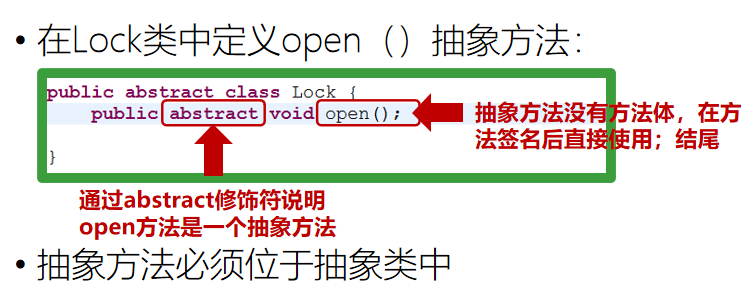 • 在Lock类中定义open（）抽象方法：
public abstract class Lock {
public abstract void open();
抽象方法没有方法体，在方
法签名后直接使用；结尾
}
通过abstract修饰符说明
open方法是一个抽象方法
• 抽象方法必须位于抽象类中